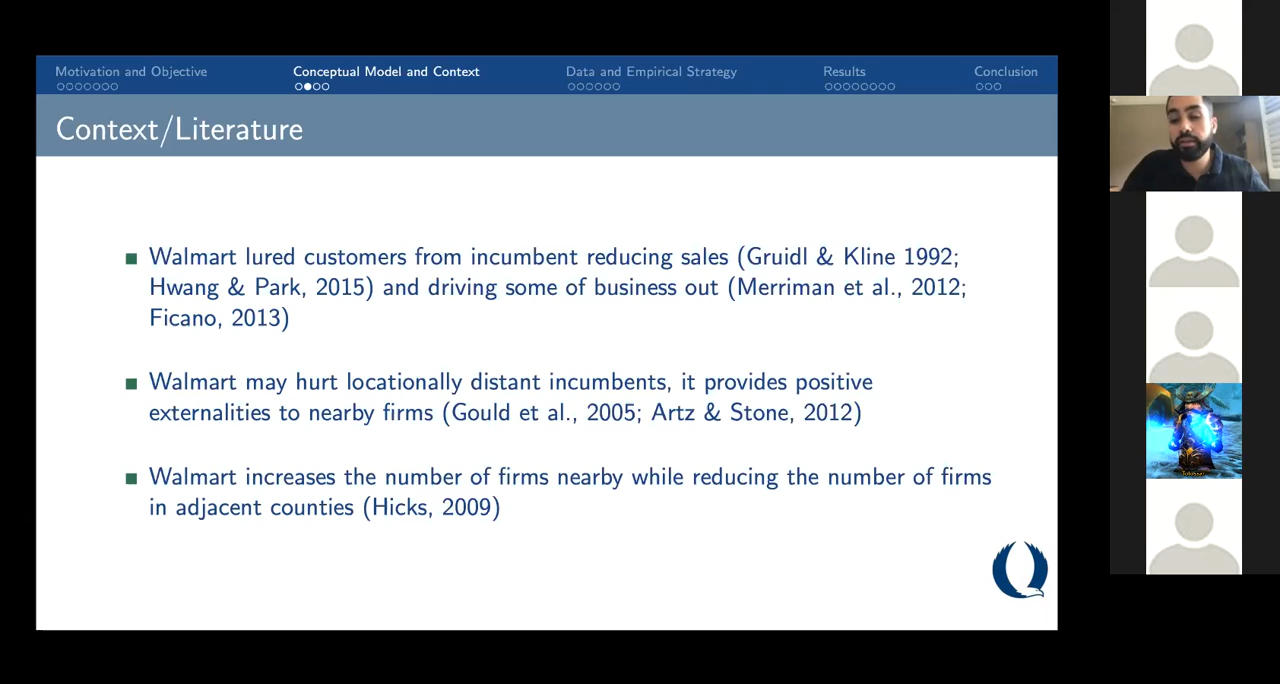 Motivation and Objective
Conceptual Model and Context
Data and Empirical Strategy
Results
Conclusion
Context/Literature
Walmart lured customers from incumbent reducing sales (Gruidl & Kline 1992;
Hwang & Park, 2015) and driving some of business out (Merriman et al., 2012;
Ficano, 2013)
Walmart may hurt locationally distant incumbents, it provides positive
externalities to nearby firms (Gould et al., 2005; Artz & Stone, 2012)
Walmart increases the number of firms nearby while reducing the number of firms
in adjacent counties (Hicks, 2009)